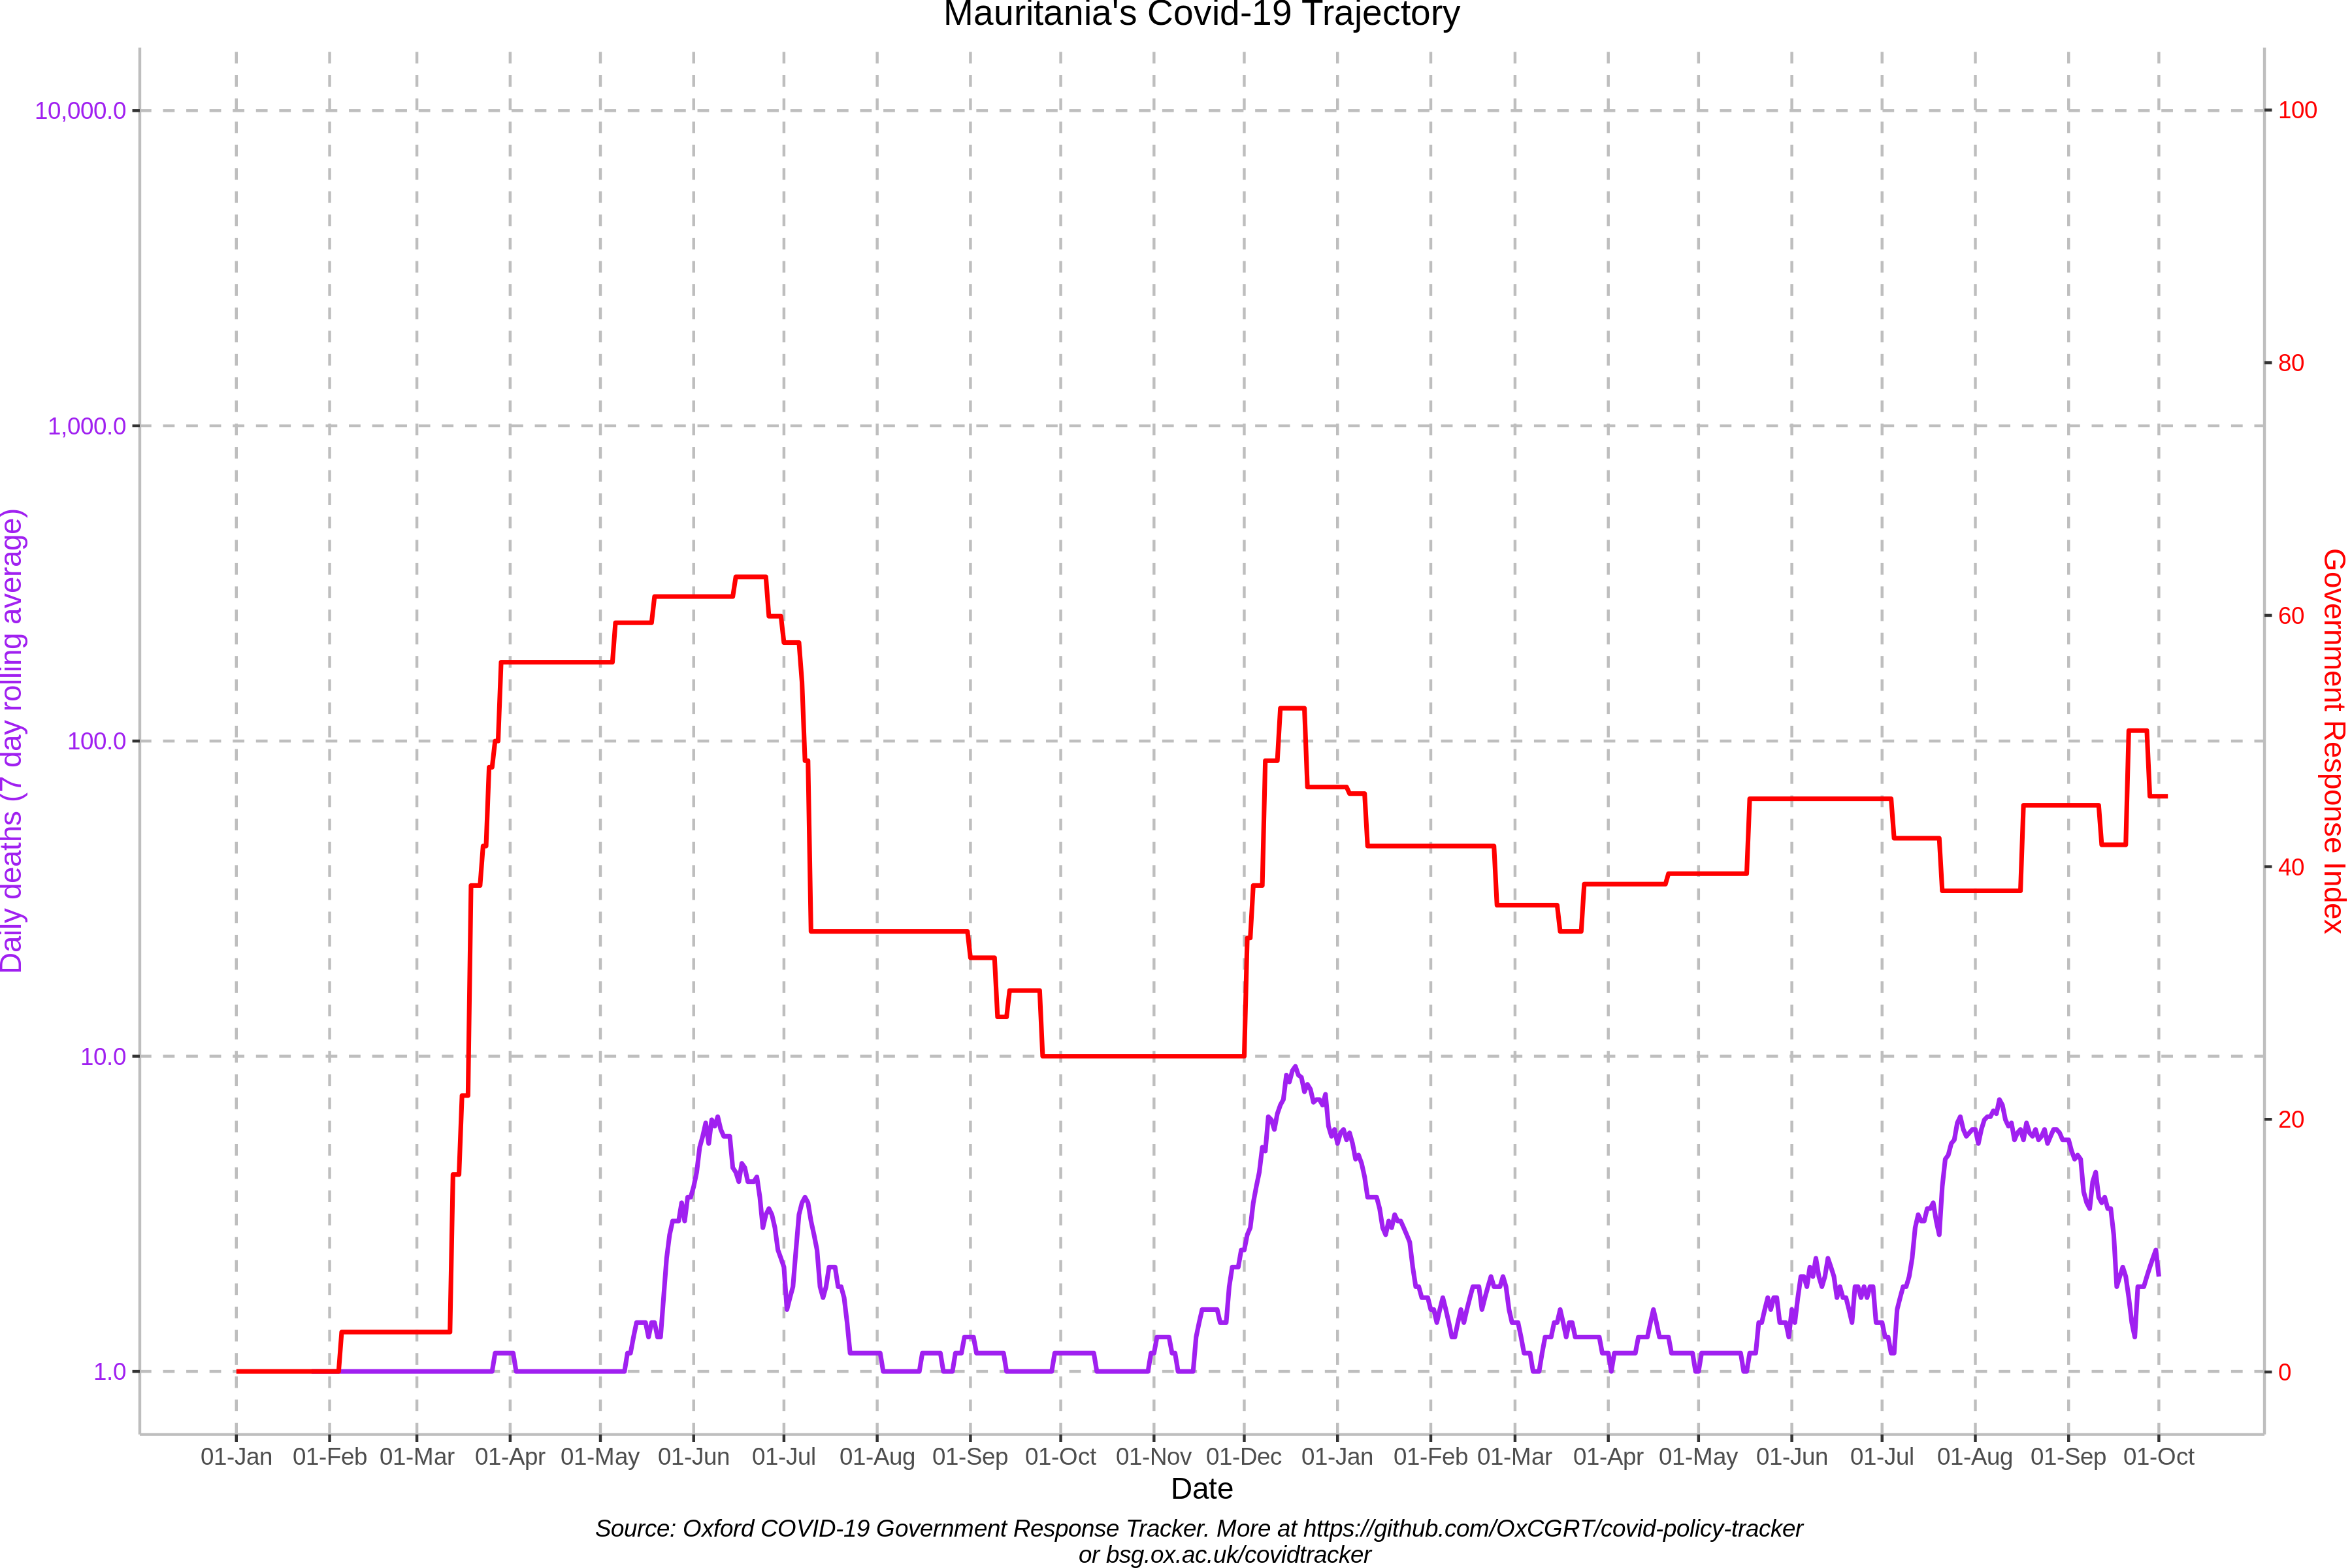 Mauritania's Covid-19 Trajectory
10,000.0
1,000.0
100.0
10.0
1.0
Daily deaths (7 day rolling average)
100
80
60
40
20
0
Government Response Index
01-Jan 01-Feb 01-Mar 01-Apr 01-May 01-Jun 01-Jul 01-Aug 01-Sep 01-Oct 01-Nov 01-Dec 01-Jan 01-Feb 01-Mar 01-Apr 01-May 01-Jun 01-Jul 01-Aug 01-Sep 01-Oct
Date
Source: Oxford COVID-19 Government Response Tracker. More at https://github.com/OxCGRT/covid-policy-tracker
or bsg.ox.ac.uk/covidtracker